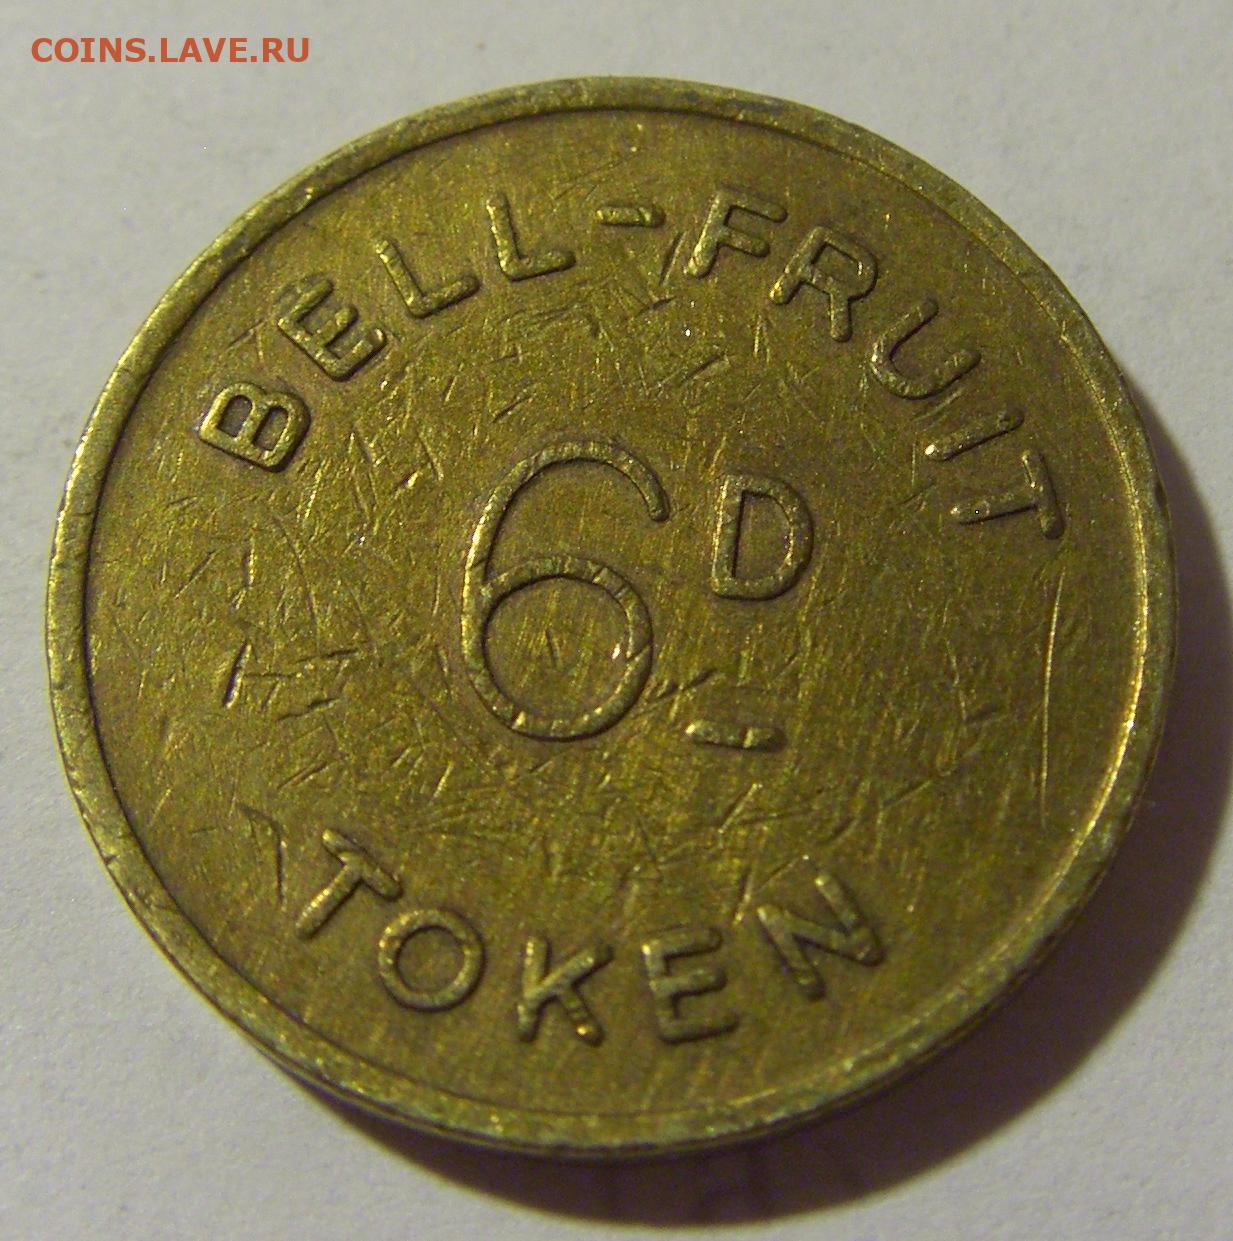 COINS.LAVE.RU
BELL-FRUIT
6D
TOKEN